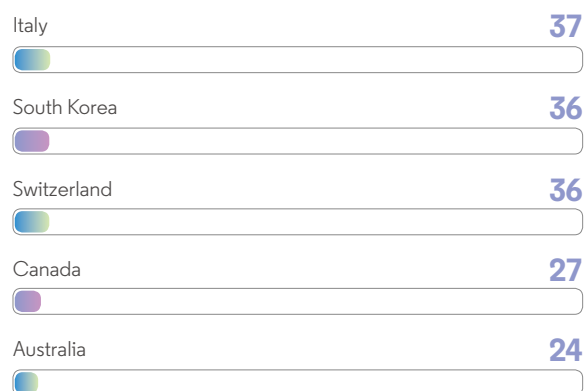 Italy 37
South Korea 36
Switzerland 36
Canada 27
Australia 24